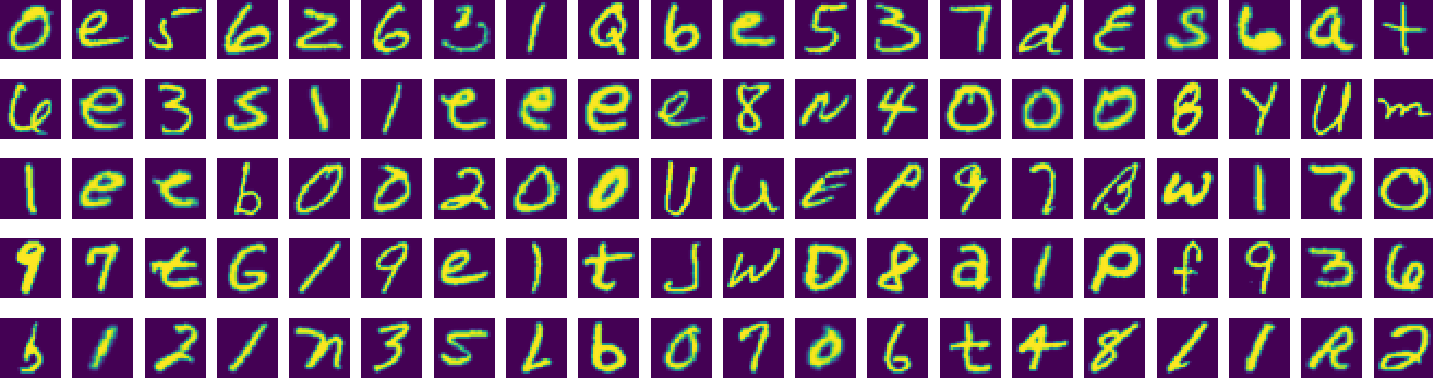 0 e 5 6 2 6 3 1 Q b e 5 3 7 d E S 6 a t
6 e 3 s 1 1 e e e e 8 N 4 0 0 0 8 Y U m
1 e e b 0 0 2 0 0 U U E P 9 7 B w 1 7 0
9 7 t G 1 9 e 1 t J W D 8 a 1 P f 9 3 6
b 1 2 1 n 3 5 L b 0 7 0 6 t 4 8 1 1 R 2